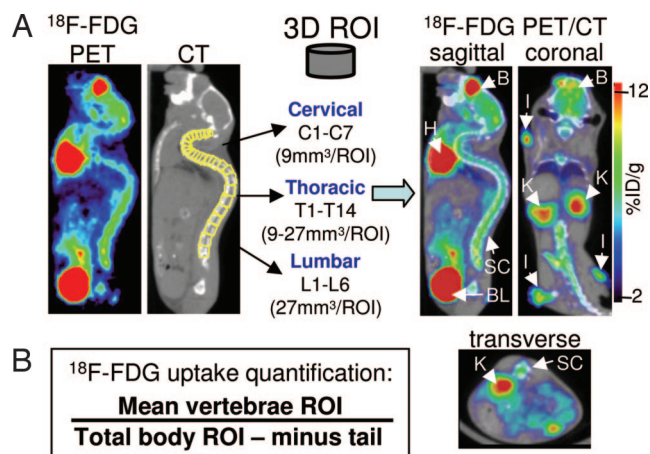 A
¹⁸F-FDG
PET
CT
3D ROI
Cervical
C1-C7
(9mm³/ROI)
Thoracic
T1-T14
(9-27mm³/ROI)
Lumbar
L1-L6
(27mm³/ROI)
¹⁸F-FDG PET/CT
sagittal coronal
B
H
SC
BL
B
I
K
K
I
I
12
%ID/g
2
B
¹⁸F-FDG uptake quantification:
Mean vertebrae ROI
Total body ROI – minus tail
transverse
K
SC